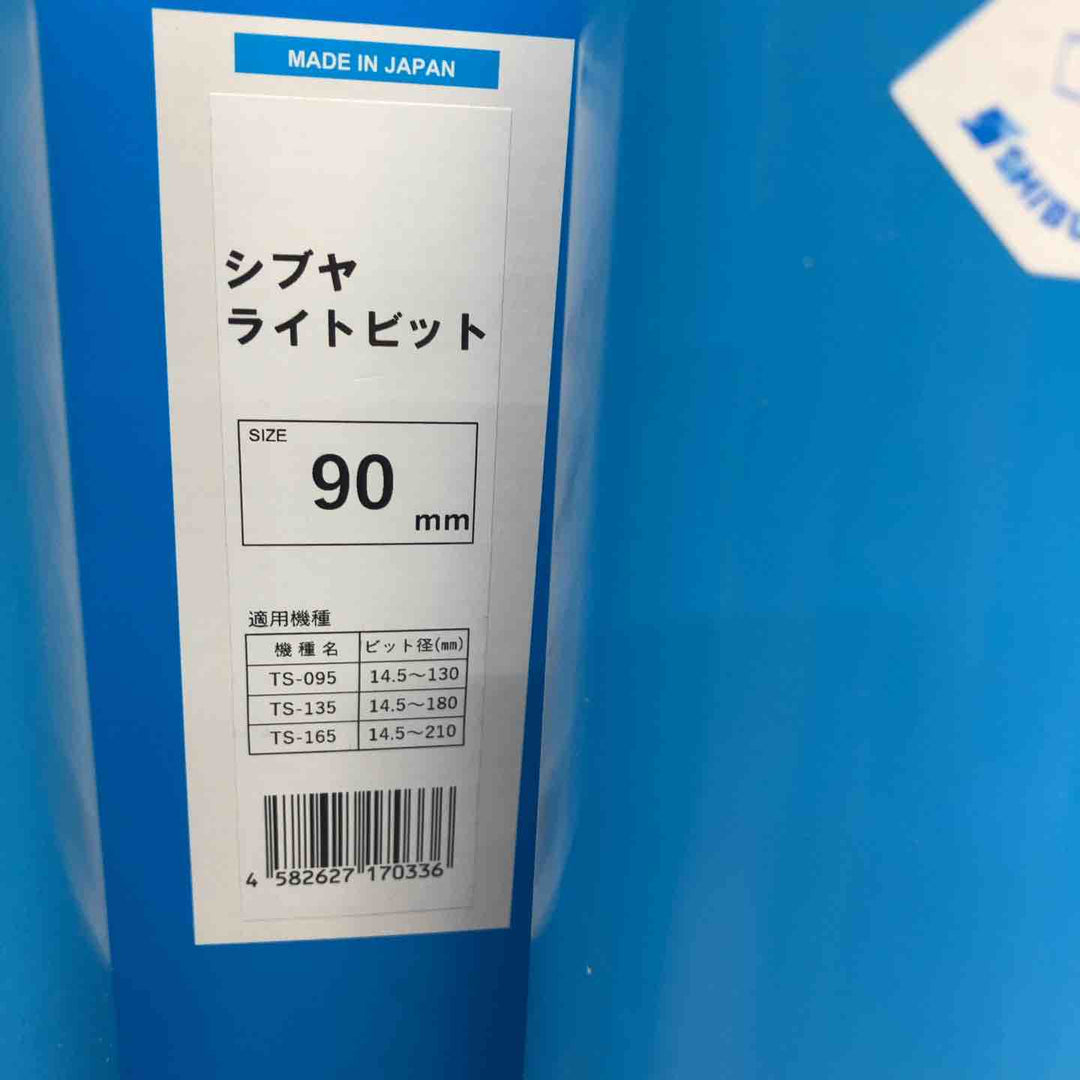 MADE IN JAPAN
シブヤ
ライトビット
SIZE
90
mm
適用機種
機種名 ビット径(㎜)
TS-095 14.5～130
TS-135 14.5～180
TS-165 14.5～210
4 582627 170336